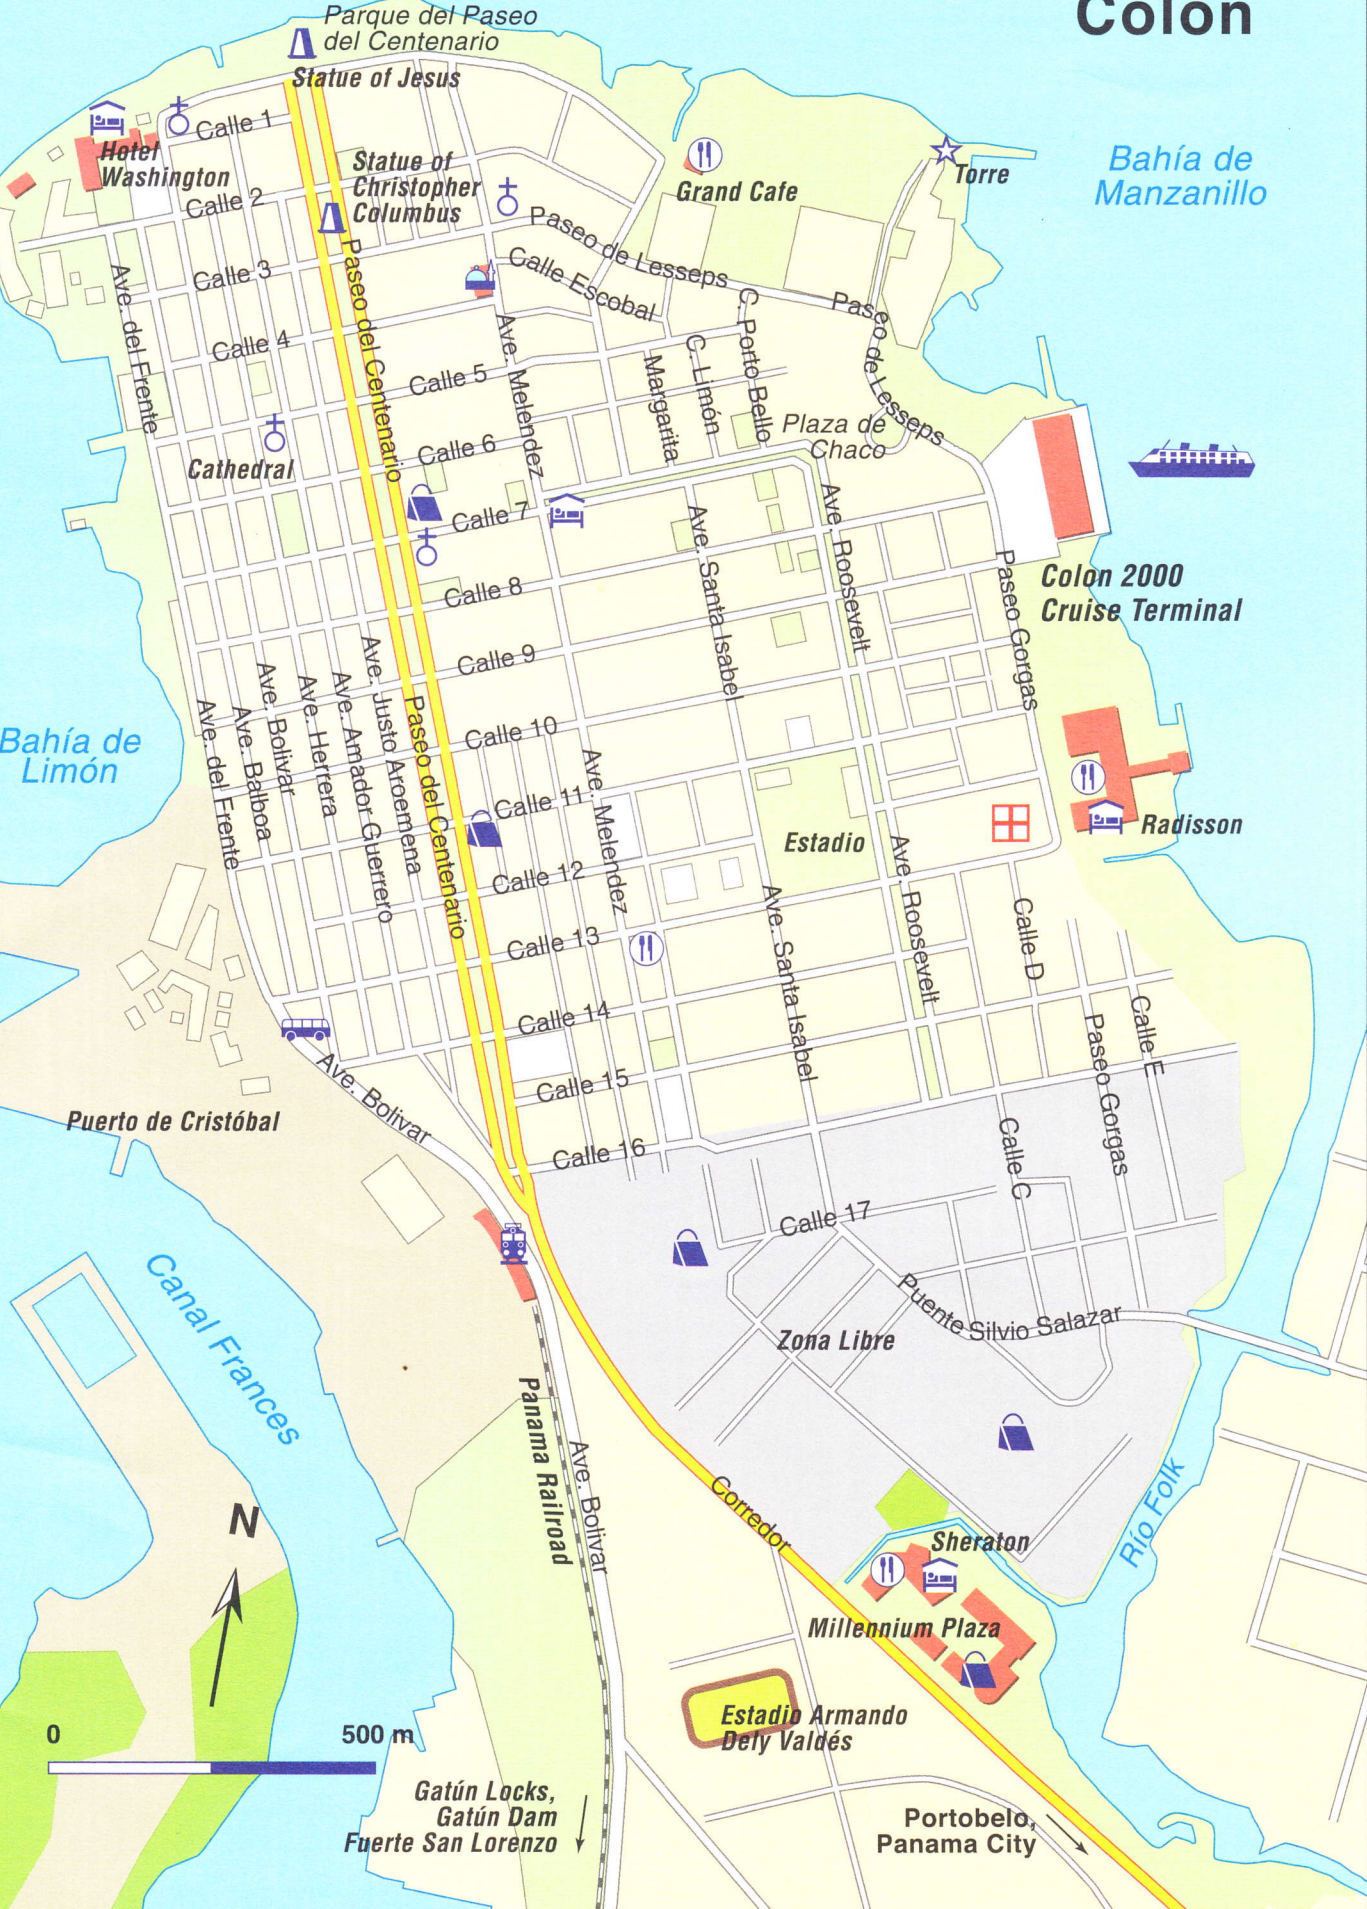 Colon
Parque del Paseo
del Centenario
Statue of Jesus
Calle 1
Hotel
Washington
Statue of
Christopher
Columbus
Calle 2
Grand Cafe
Torre
Bahía de
Manzanillo
Paseo de Lesseps
Calle Escobal
Calle 3
Ave. del Frente
Paseo del Centenario
Calle 4
Ave. Melendez
Calle 5
Margarita
C. Limón
C. Porto Bello
Paseo de Lesseps
Plaza de
Chaco
Calle 6
Cathedral
Calle 7
Ave. Santa Isabel
Ave. Roosevelt
Paseo Gorgas
Colon 2000
Cruise Terminal
Calle 8
Calle 9
Calle 10
Bahía de
Limón
Ave. del Frente
Ave. Balboa
Ave. Bolivar
Ave. Herrera
Ave. Amador Guerrero
Ave. Justo Aroemena
Paseo del Centenario
Calle 11
Ave. Melendez
Estadio
Ave. Roosevelt
Radisson
Calle 12
Ave. Santa Isabel
Calle D
Calle 13
Calle 14
Calle E
Paseo Gorgas
Ave. Bolivar
Calle 15
Puerto de Cristóbal
Calle 16
Calle C
Calle 17
Canal Frances
Puente Silvio Salazar
Zona Libre
Panama Railroad
Ave. Bolivar
Corredor
Río Folk
Sheraton
N
Millennium Plaza
Estadio Armando
Dely Valdés
0 500 m
Gatún Locks,
Gatún Dam
Fuerte San Lorenzo
Portobelo,
Panama City